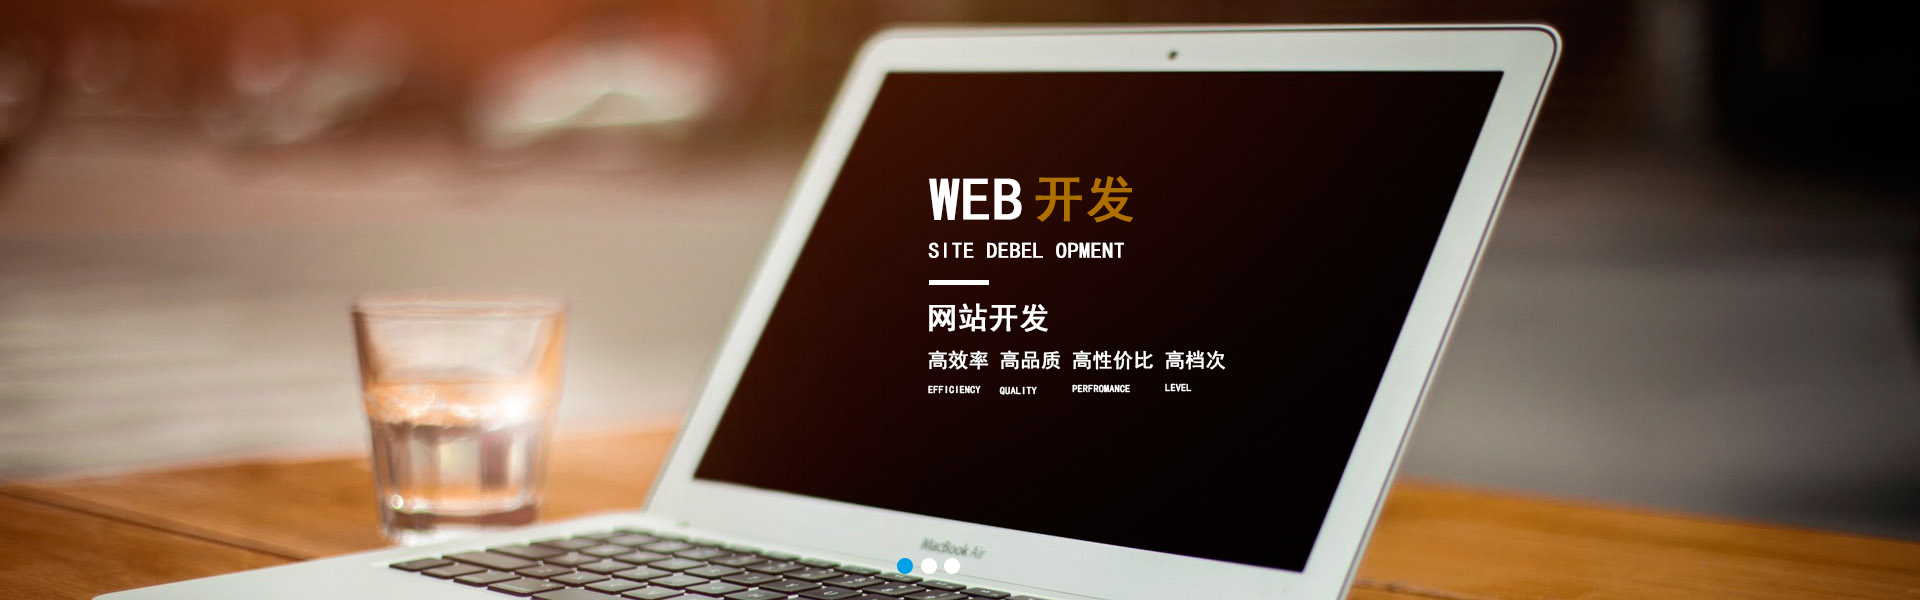 WEB 开发
SITE DEBEL OPMENT
网站开发
高效率 高品质 高性价比 高档次
EFFICIENCY QUALITY PERFROMANCE LEVEL
MacBook Air